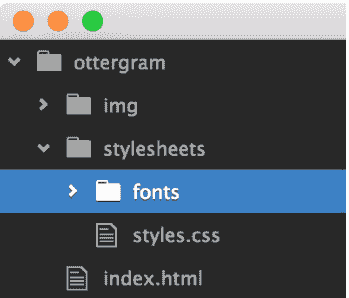 ottergram
img
stylesheets
fonts
styles.css
index.html